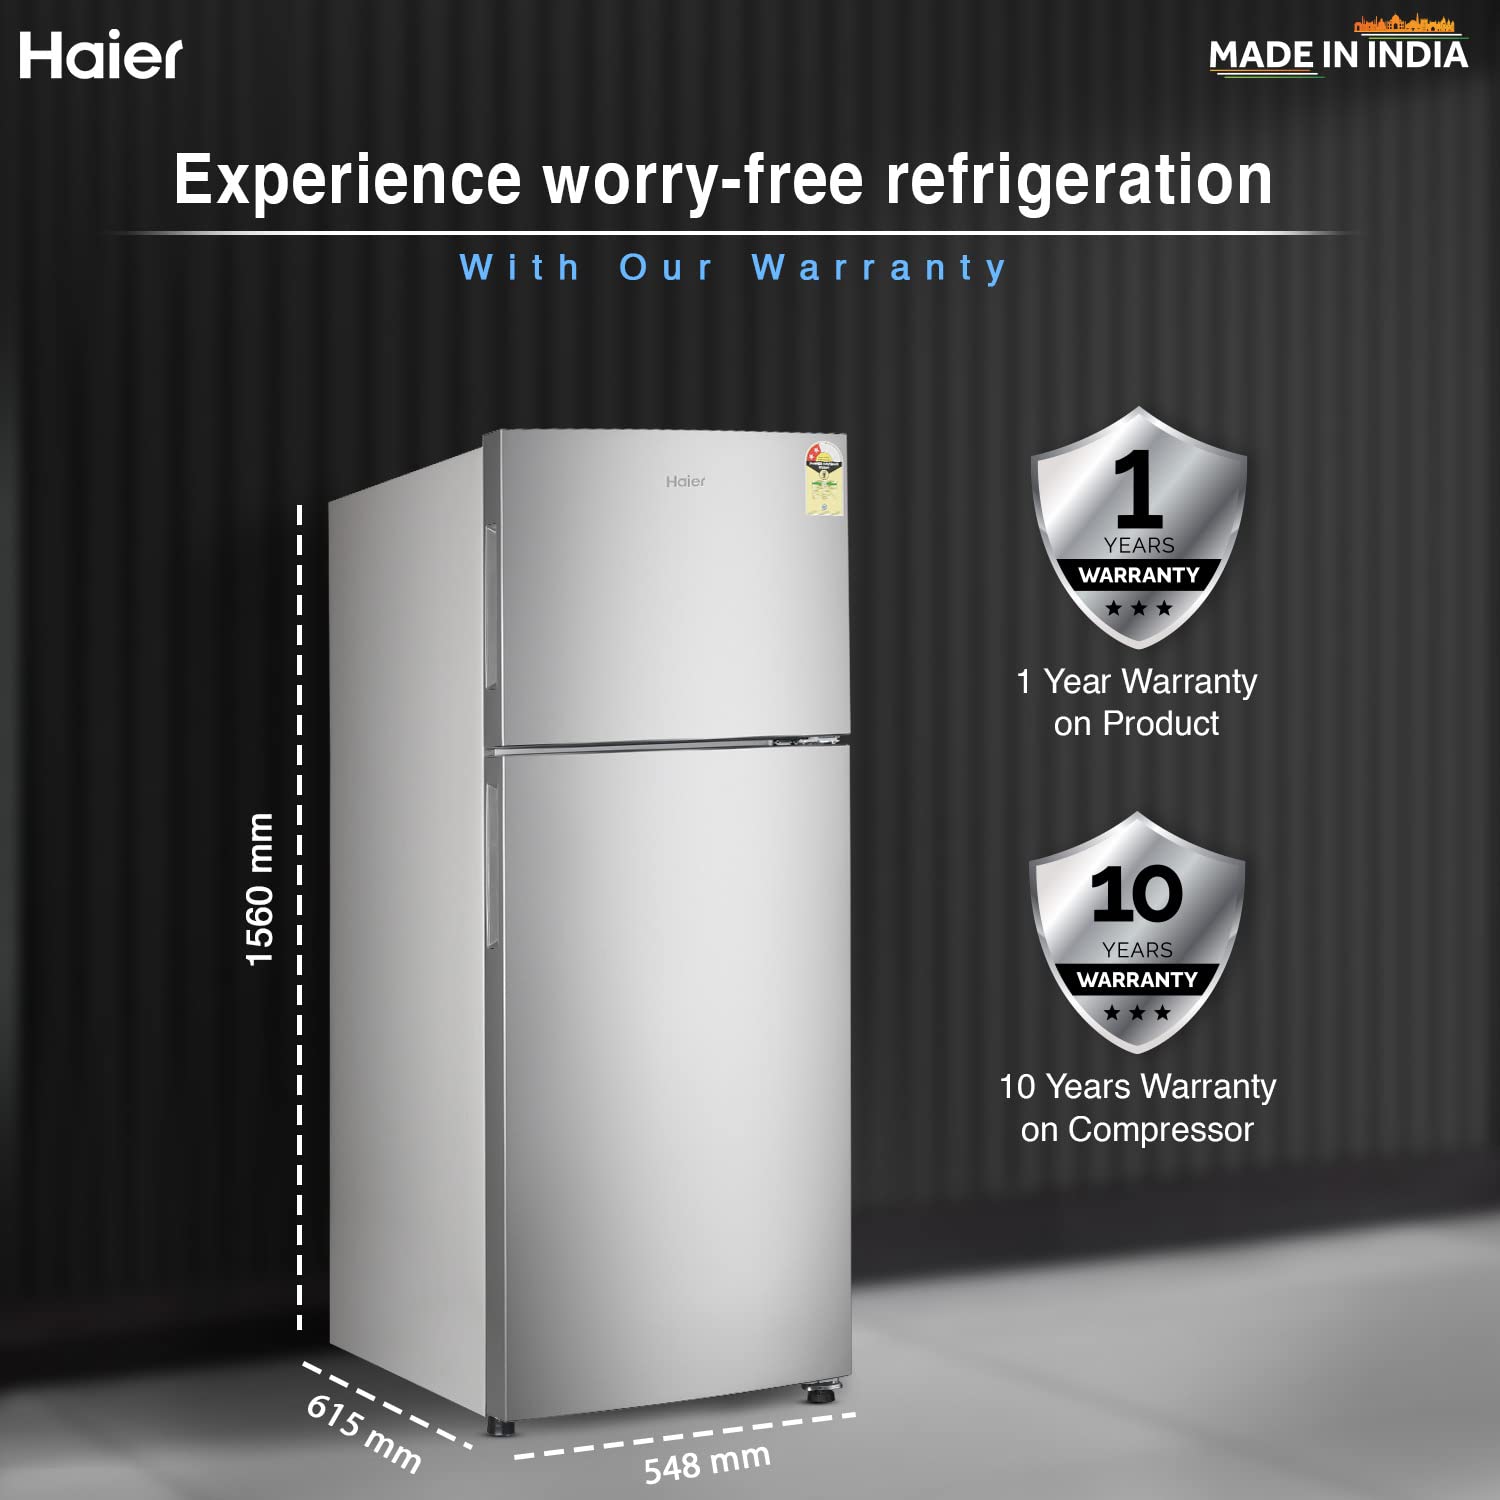 Haier
MADE IN INDIA
Experience worry-free refrigeration
With Our Warranty
Haier
1
YEARS
WARRANTY
1 Year Warranty
on Product
1560 mm
10
YEARS
WARRANTY
10 Years Warranty
on Compressor
615 mm
548 mm